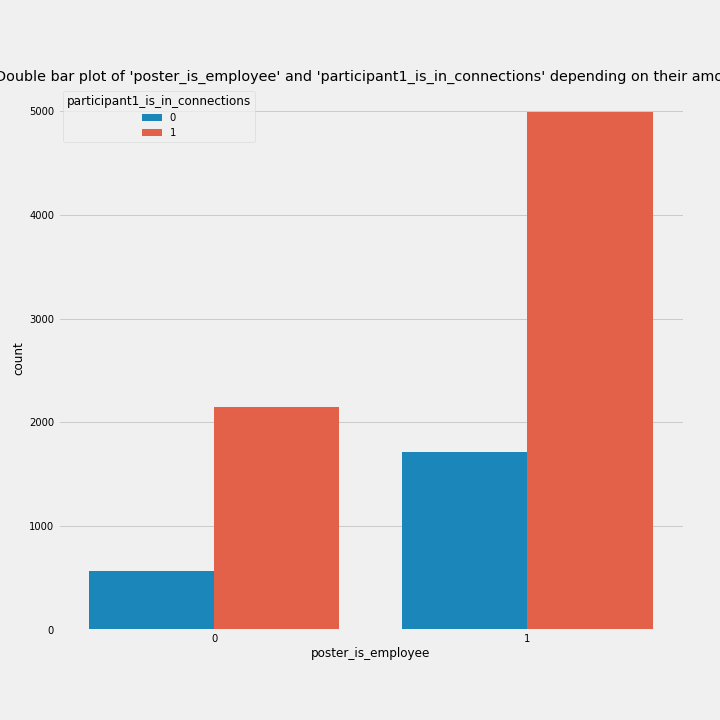 Double bar plot of 'poster_is_employee' and 'participant1_is_in_connections' depending on their
participant1_is_in_connections
0
1
5000
4000
3000
2000
1000
0
count
0
1
poster_is_employee